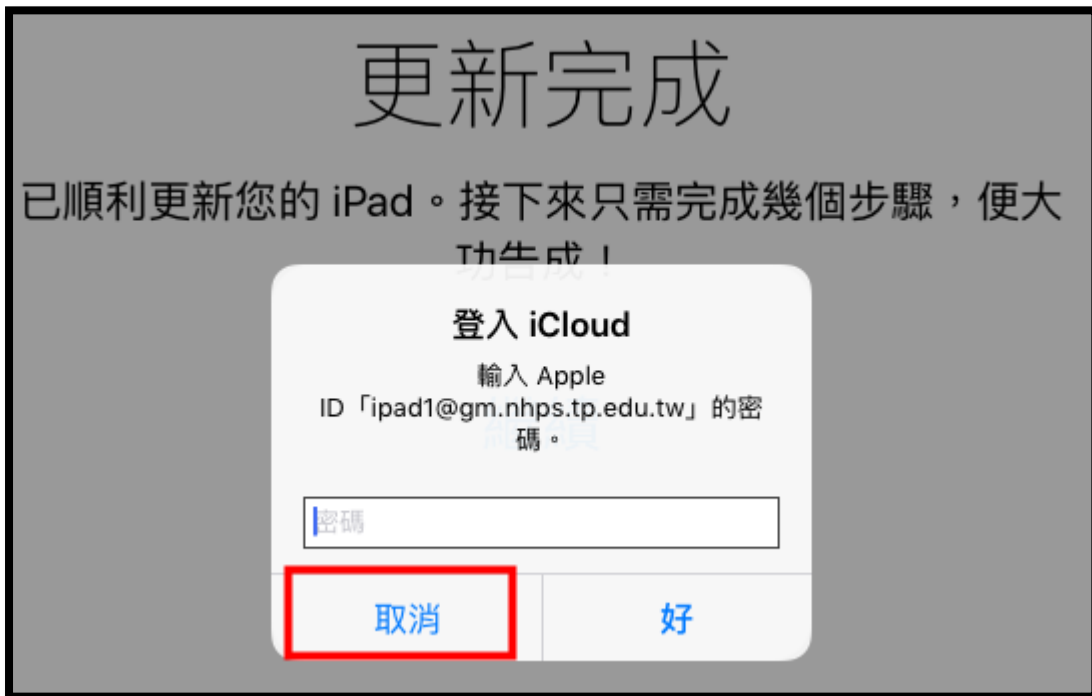 更新完成
已順利更新您的 iPad。接下來只需完成幾個步驟，便大
功告成！
登入 iCloud
輸入 Apple
ID「ipad1@gm.nhps.tp.edu.tw」的密
碼。
繼續
密碼
取消
好